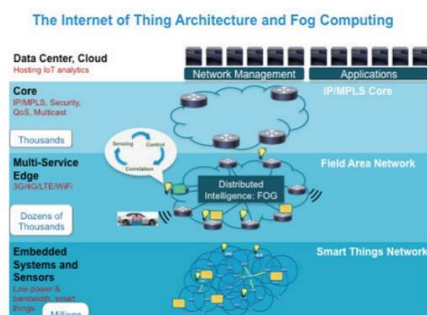 The Internet of Thing Architecture and Fog Computing
Data Center, Cloud
Hosting IoT analytics
Network Management
Applications
Core
IP/MPLS, Security,
QoS, Multicast
IP/MPLS Core
Thousands
Sensing
Control
Correlation
Multi-Service
Edge
3G/4G/LTE/WiFi
Field Area Network
Distributed
Intelligence: FOG
Dozens of
Thousands
Embedded
Systems and
Sensors
Low power &
bandwidth, smart
things
Smart Things Network
Millions